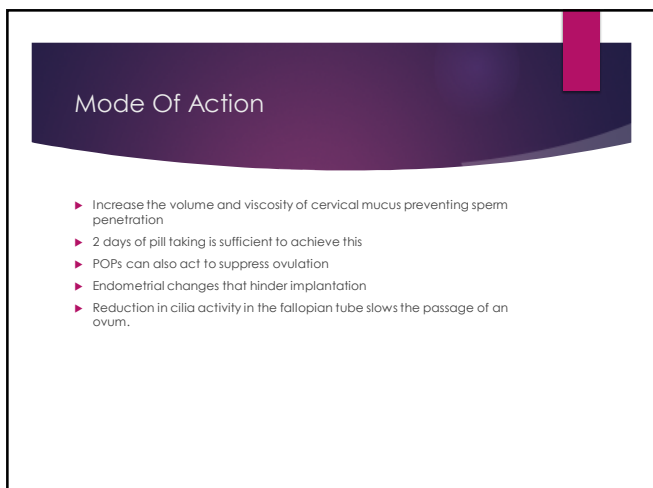 Mode Of Action
Increase the volume and viscosity of cervical mucus preventing sperm
penetration
2 days of pill taking is sufficient to achieve this
POPs can also act to suppress ovulation
Endometrial changes that hinder implantation
Reduction in cilia activity in the fallopian tube slows the passage of an
ovum.